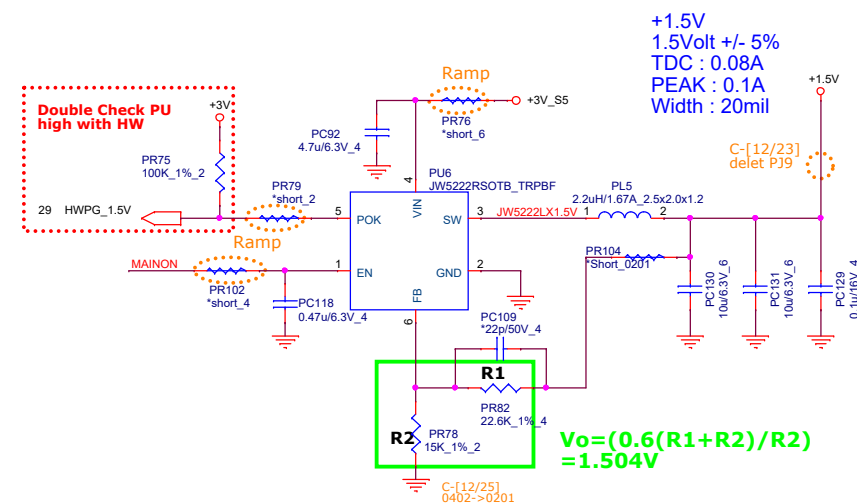 +1.5V
1.5Volt +/- 5%
TDC : 0.08A
PEAK : 0.1A
Width : 20mil
+1.5V
C-[12/23]
delet PJ9
Ramp
+3V_S5
PR76
*short_6
PC92
4.7u/6.3V_4
Double Check PU
high with HW
+3V
PR75
100K_1%_2
29 HWPG_1.5V
PR79
*short_2
Ramp
MAINON
PR102
*short_4
PC118
0.47u/6.3V_4
PU6
JW5222RSOTB_TRPBF
4
VIN
5
POK
SW
3
JW5222LX1.5V
1
EN
GND
2
FB
6
PL5
2.2uH/1.67A_2.5x2.0x1.2
1
2
PR104
*Short_0201
PC130
10u/6.3V_6
PC131
10u/6.3V_6
PC129
0.1u/16V_4
PC109
*22p/50V_4
R1
PR82
22.6K_1%_4
R2
PR78
15K_1%_2
Vo=(0.6(R1+R2)/R2)
=1.504V
C-[12/25]
0402->0201